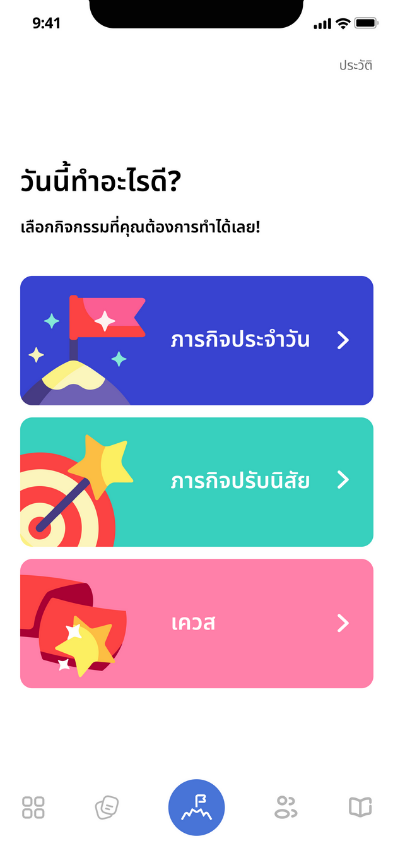 9:41
ประวัติ
วันนี้ทำอะไรดี?
เลือกกิจกรรมที่คุณต้องการทำได้เลย!
ภารกิจประจำวัน
ภารกิจปรับนิสัย
เควส